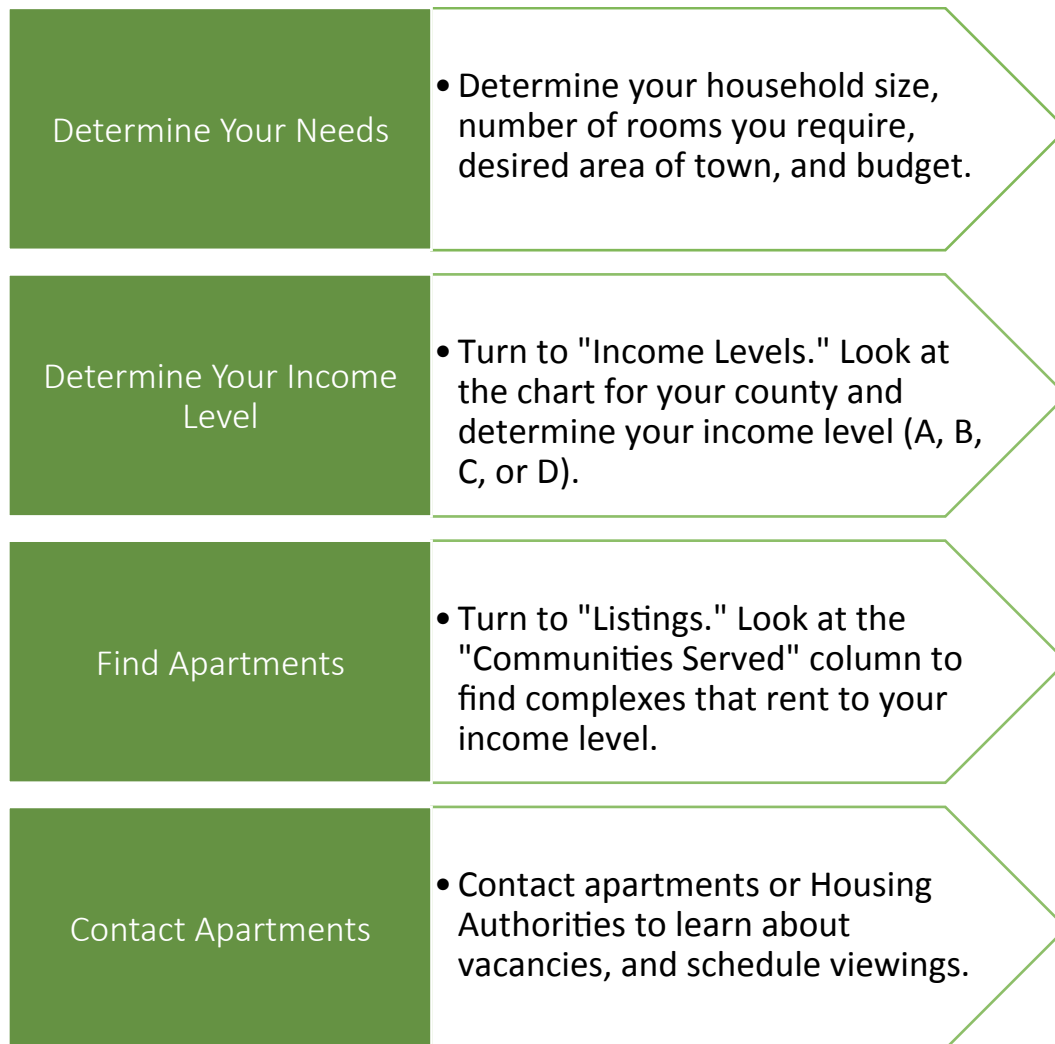 Determine Your Needs
• Determine your household size,
number of rooms you require,
desired area of town, and budget.
Determine Your Income
Level
• Turn to "Income Levels." Look at
the chart for your county and
determine your income level (A, B,
C, or D).
Find Apartments
• Turn to "Listings." Look at the
"Communities Served" column to
find complexes that rent to your
income level.
Contact Apartments
• Contact apartments or Housing
Authorities to learn about
vacancies, and schedule viewings.